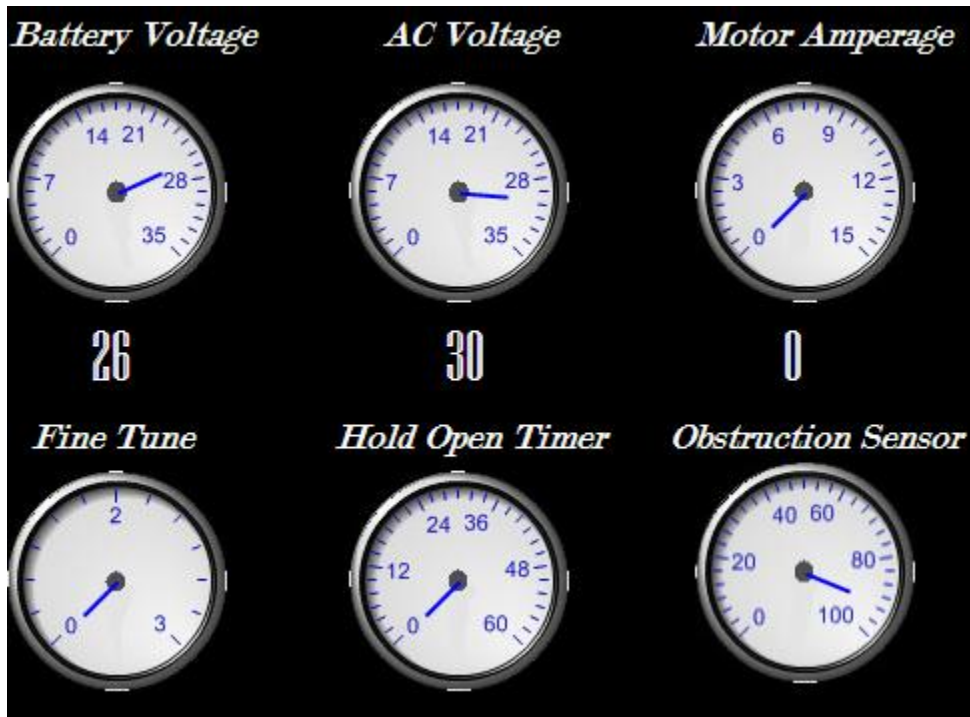 Battery Voltage
AC Voltage
Motor Amperage
0 7 14 21 28 35
0 7 14 21 28 35
0 3 6 9 12 15
26
30
0
Fine Tune
Hold Open Timer
Obstruction Sensor
0 2 3
0 12 24 36 48 60
0 20 40 60 80 100